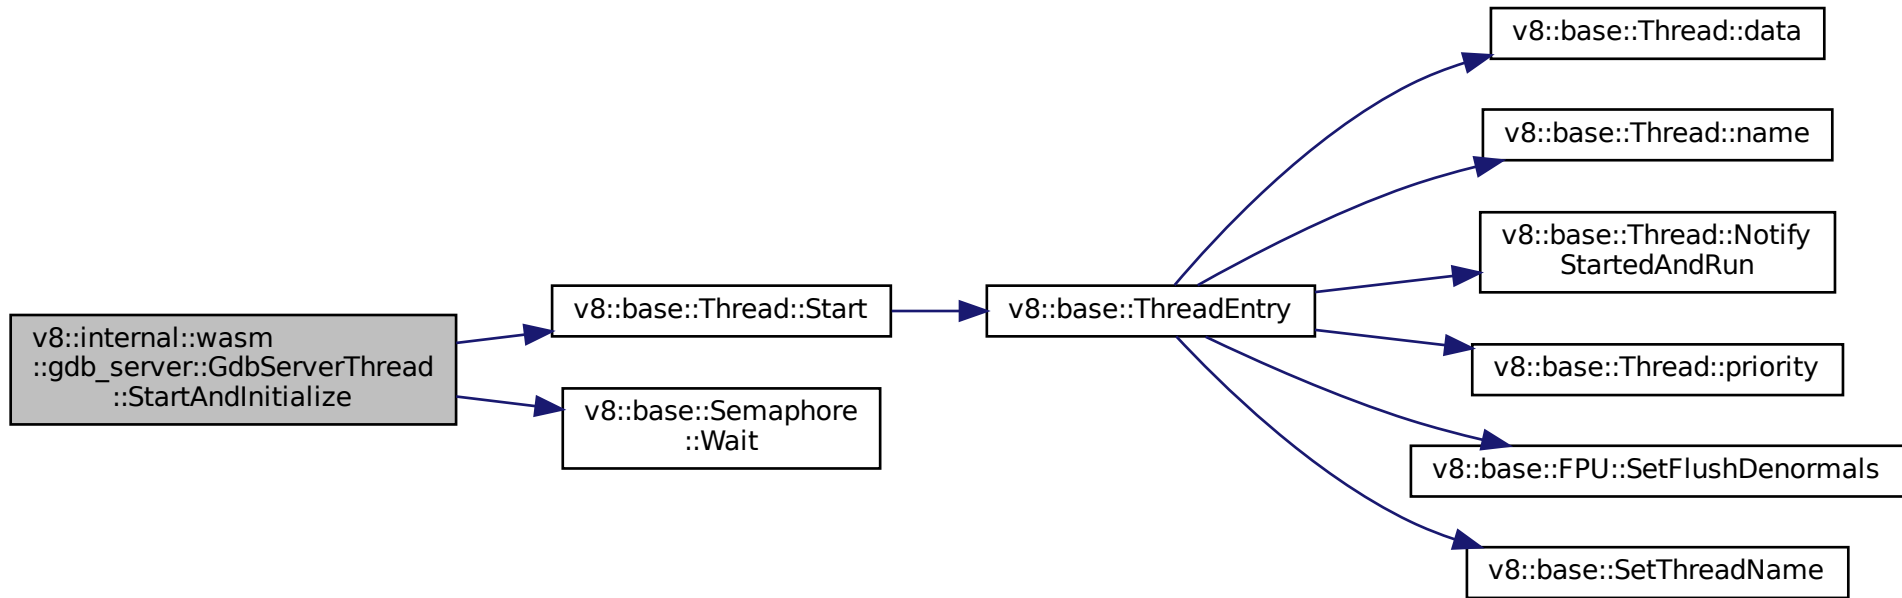 v8::internal::wasm
::gdb_server::GdbServerThread
::StartAndInitialize
v8::base::Thread::Start
v8::base::Semaphore
::Wait
v8::base::ThreadEntry
v8::base::Thread::data
v8::base::Thread::name
v8::base::Thread::Notify
StartedAndRun
v8::base::Thread::priority
v8::base::FPU::SetFlushDenormals
v8::base::SetThreadName